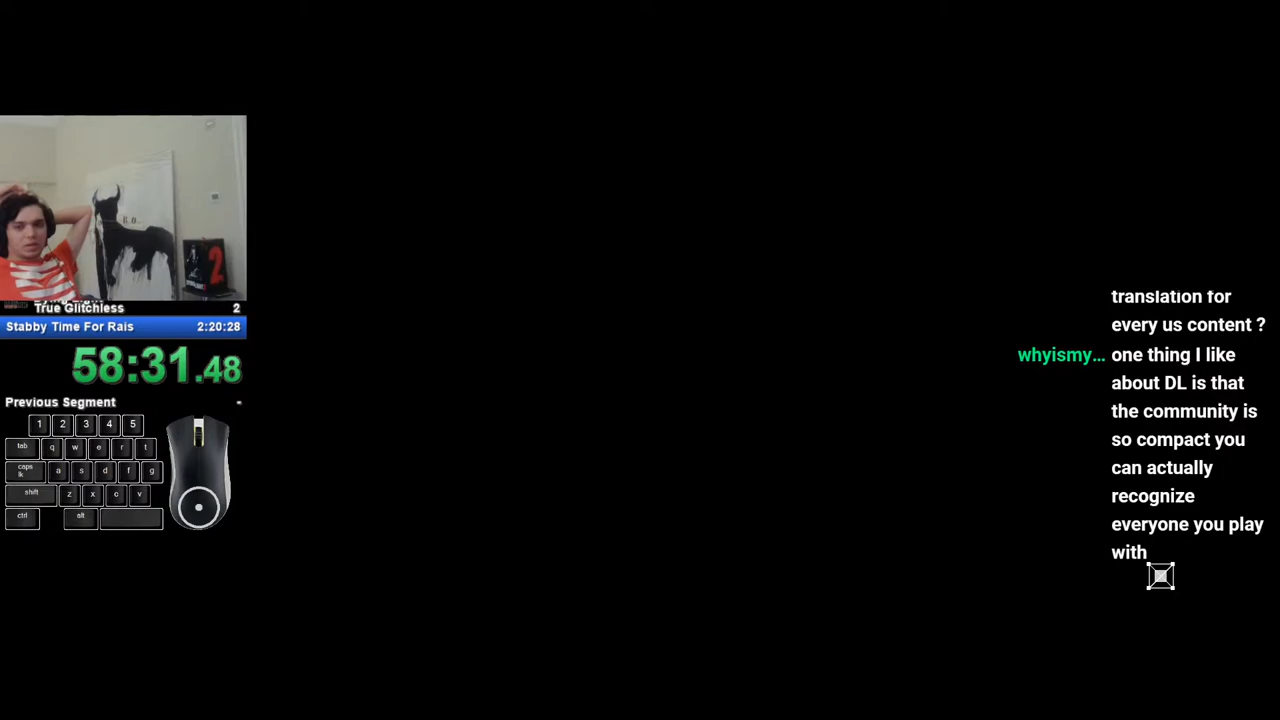 True Glitchless 2
Stabby Time For Rais 2:20:28
58:31.48
Previous Segment -
1 2 3 4 5
tab q w e r t
caps lk a s d f g
shift z x c v
ctrl alt
translation for
every us content ?
whyismy… one thing I like
about DL is that
the community is
so compact you
can actually
recognize
everyone you play
with
R.O.
2